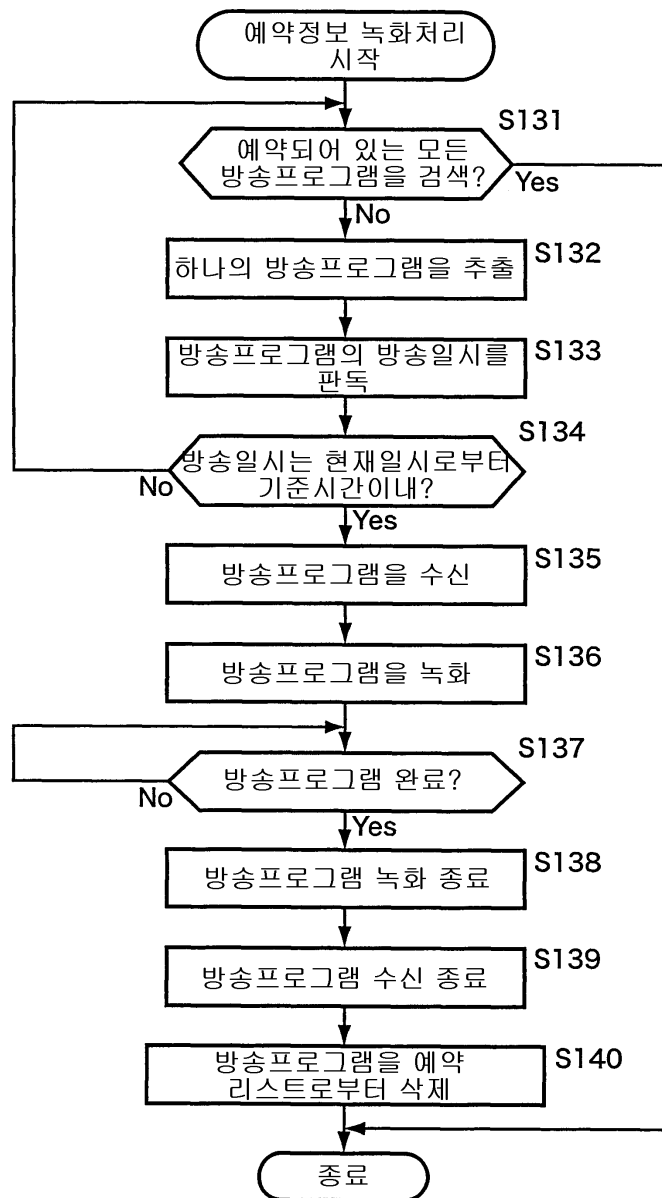 예약정보 녹화처리
시작
S131
예약되어 있는 모든
방송프로그램을 검색?
Yes
No
S132
하나의 방송프로그램을 추출
S133
방송프로그램의 방송일시를
판독
S134
방송일시는 현재일시로부터
기준시간이내?
No
Yes
S135
방송프로그램을 수신
S136
방송프로그램을 녹화
S137
방송프로그램 완료?
No
Yes
S138
방송프로그램 녹화 종료
S139
방송프로그램 수신 종료
S140
방송프로그램을 예약
리스트로부터 삭제
종료